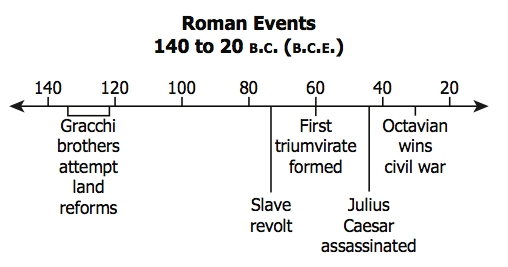 Roman Events
140 to 20 B.C. (B.C.E.)
140 120 100 80 60 40 20
Gracchi
brothers
attempt
land
reforms
Slave
revolt
First
triumvirate
formed
Julius
Caesar
assassinated
Octavian
wins
civil war